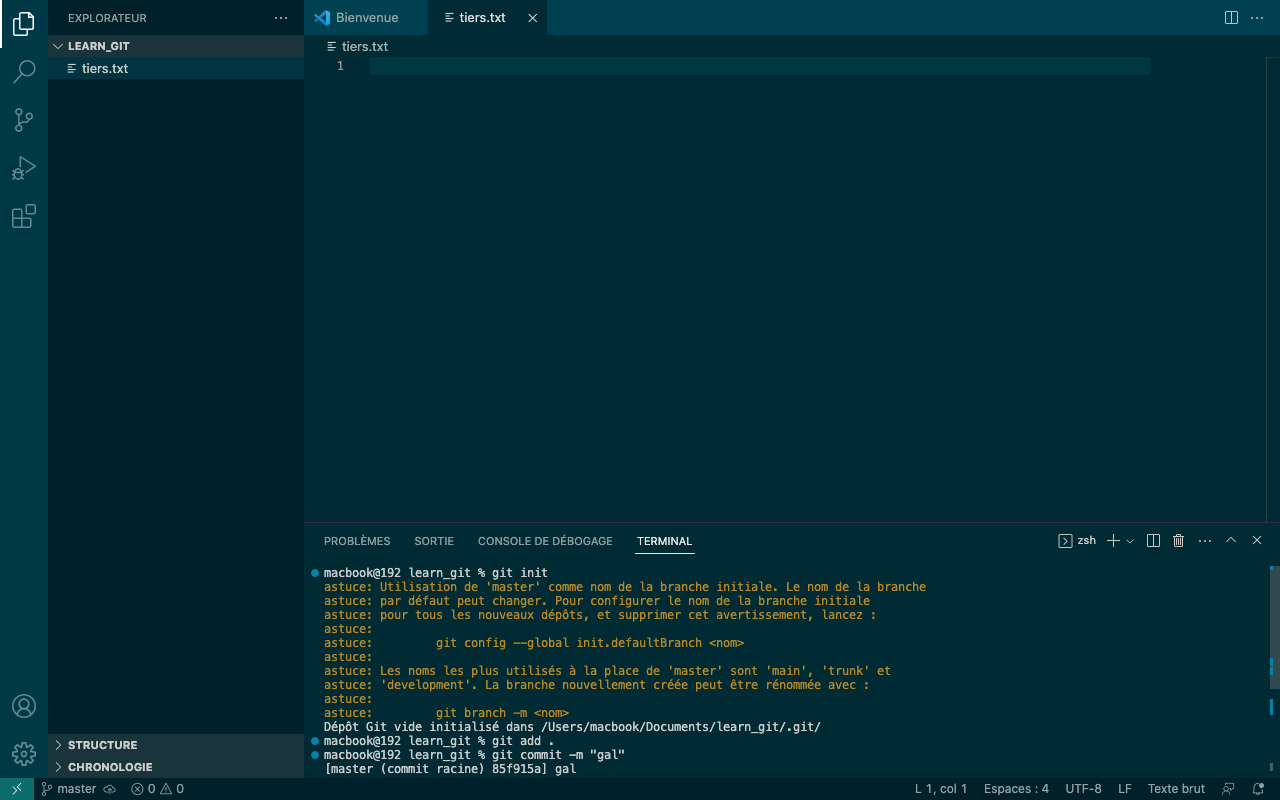 EXPLORATEUR
LEARN_GIT
tiers.txt
Bienvenue
tiers.txt
tiers.txt
1
PROBLÈMES SORTIE CONSOLE DE DÉBOGAGE TERMINAL
zsh
macbook@192 learn_git % git init
astuce: Utilisation de 'master' comme nom de la branche initiale. Le nom de la branche
astuce: par défaut peut changer. Pour configurer le nom de la branche initiale
astuce: pour tous les nouveaux dépôts, et supprimer cet avertissement, lancez :
astuce:
astuce: git config --global init.defaultBranch <nom>
astuce:
astuce: Les noms les plus utilisés à la place de 'master' sont 'main', 'trunk' et
astuce: 'development'. La branche nouvellement créée peut être rénommée avec :
astuce:
astuce: git branch -m <nom>
Dépôt Git vide initialisé dans /Users/macbook/Documents/learn_git/.git/
macbook@192 learn_git % git add .
macbook@192 learn_git % git commit -m "gal"
[master (commit racine) 85f915a] gal
STRUCTURE
CHRONOLOGIE
master 0 0
L 1, col 1 Espaces : 4 UTF-8 LF Texte brut